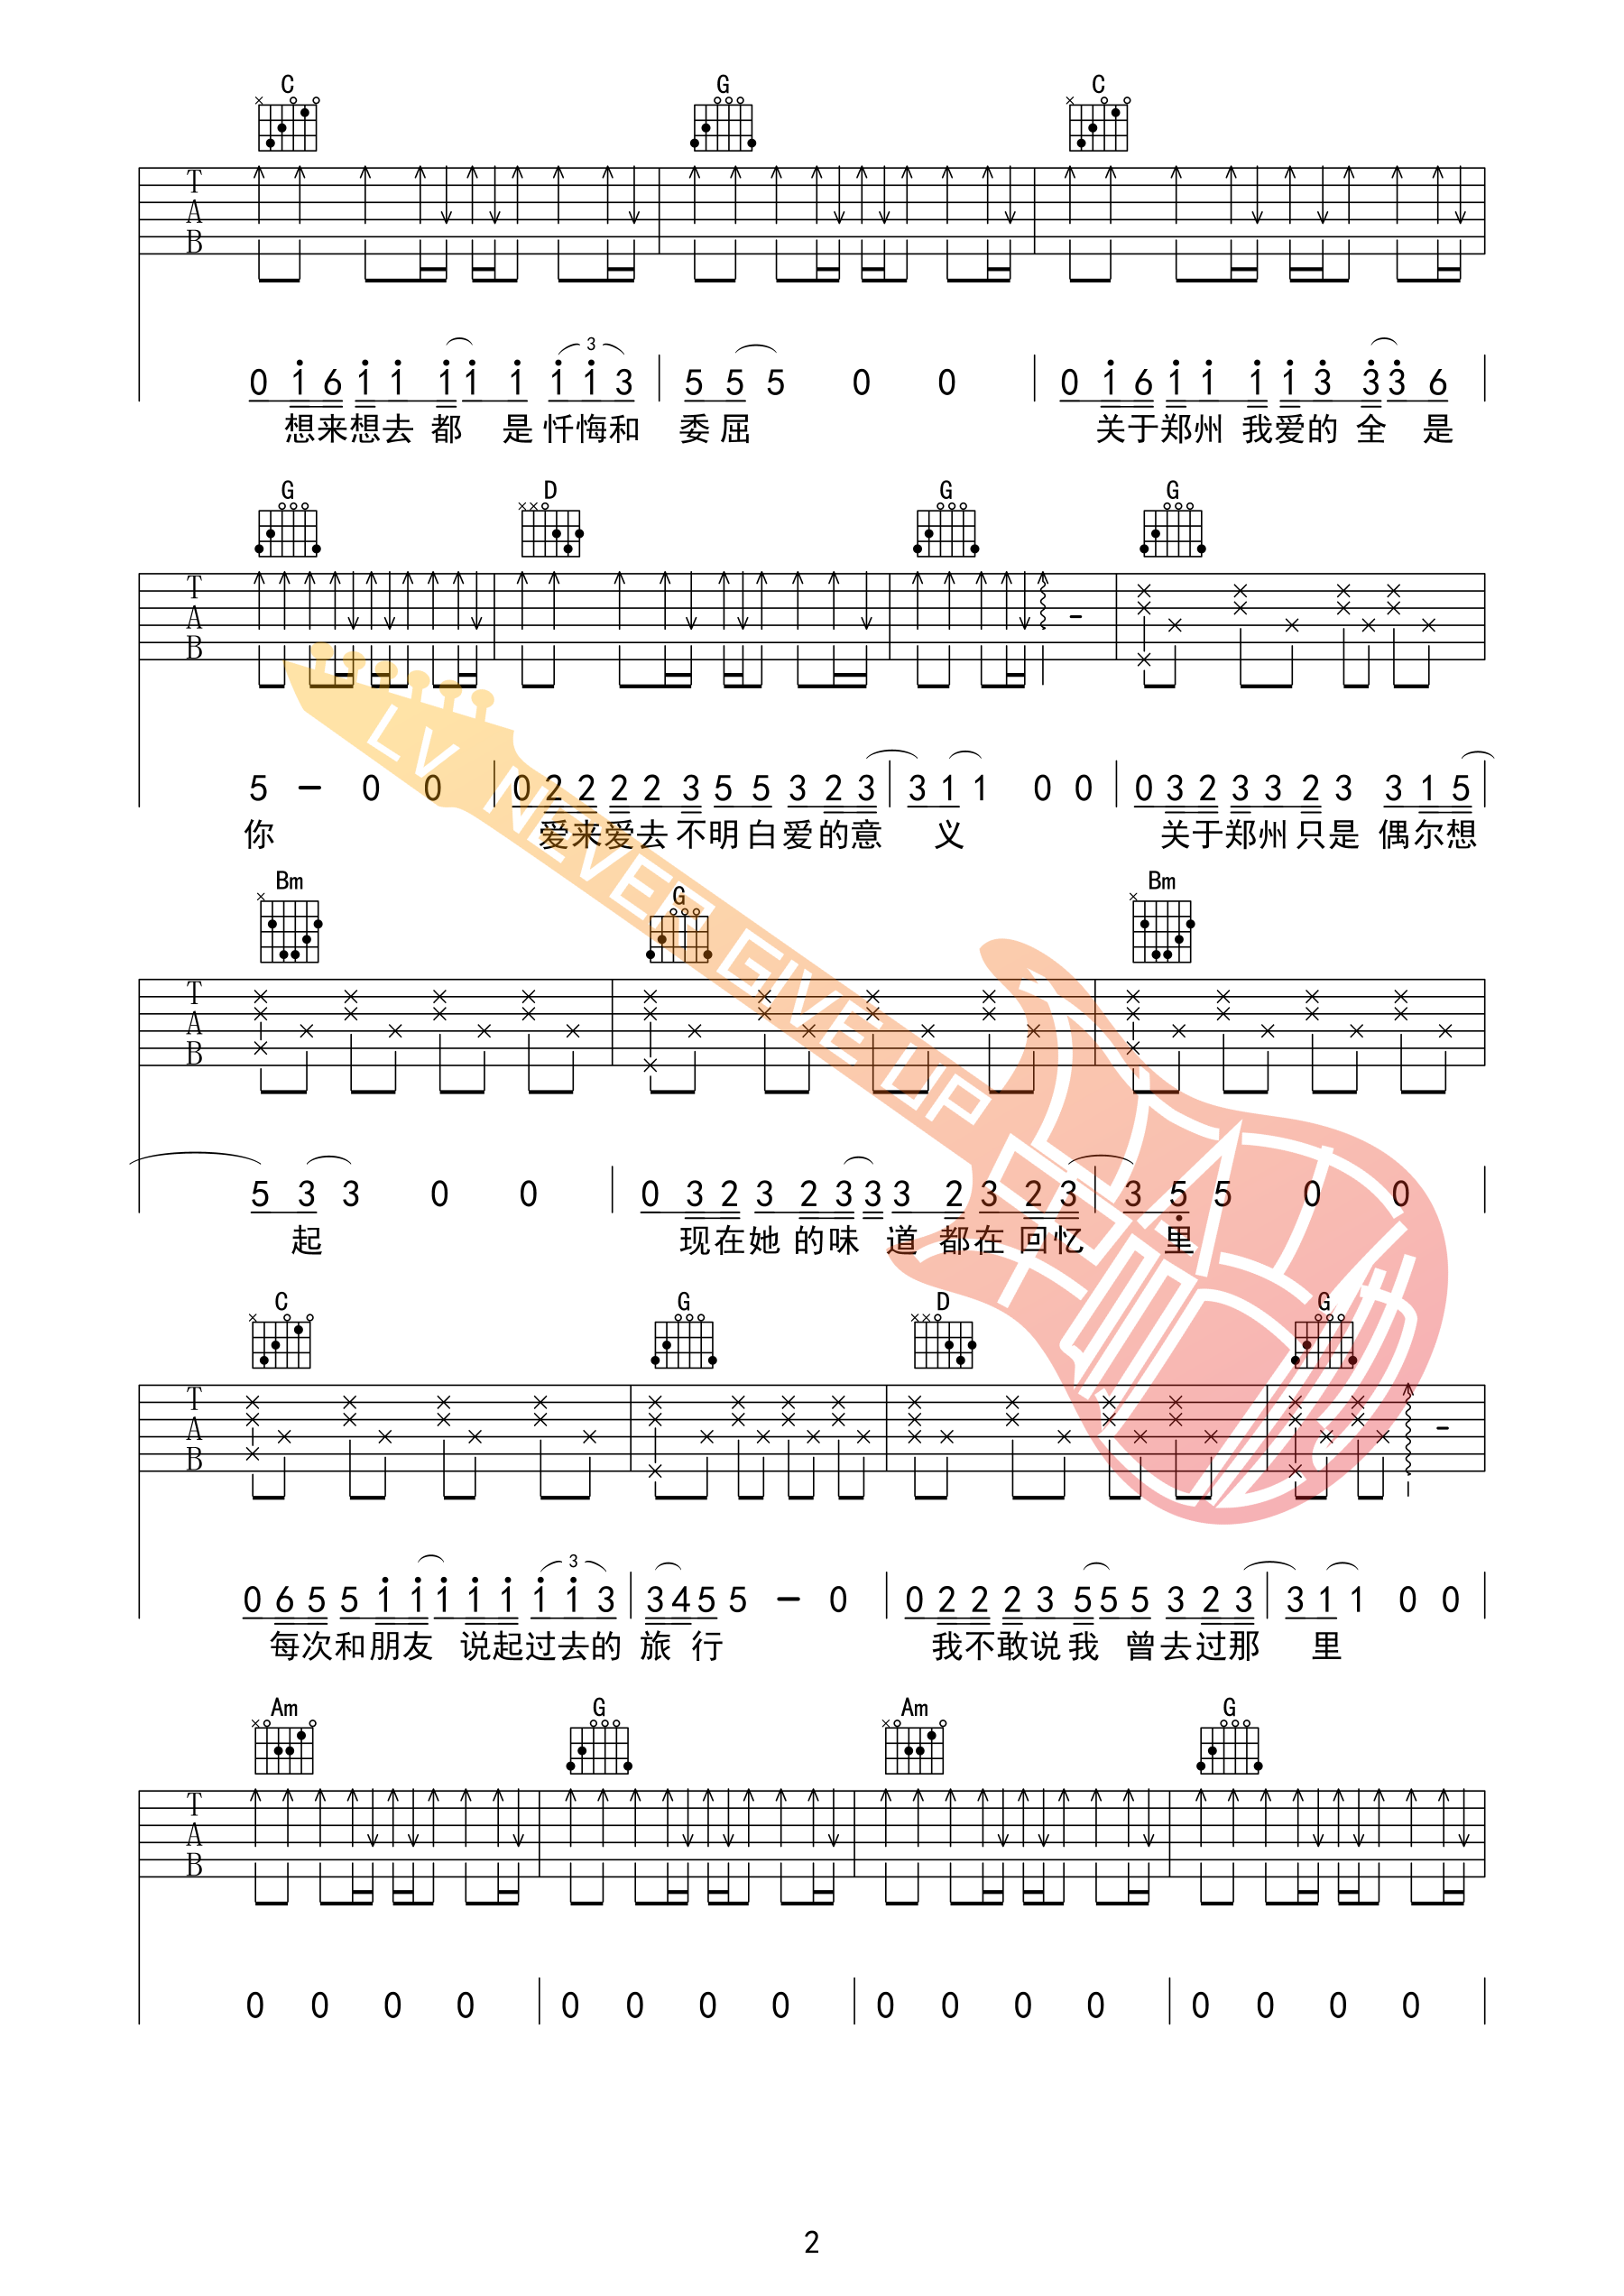 C G C
T
A
B
3
0 1 6 1 1 1 1 1 1 1 3 5 5 5 0 0 0 1 6 1 1 1 1 3 3 3 6
想来想去 都 是 忏悔和 委 屈 关于郑州 我爱的 全 是
G D G G
T
A
B
5 - 0 0 0 2 2 2 2 3 5 5 3 2 3 3 1 1 0 0 0 3 2 3 3 2 3 3 1 5
你 爱来爱去 不明 白爱的意 义 关于郑州 只是 偶尔想
Bm G Bm
T
A
B
5 3 3 0 0 0 3 2 3 2 3 3 3 2 3 2 3 3 5 5 0 0
起 现在她 的味 道 都在 回忆 里
C G D G
T
A
B
3
0 6 5 5 1 1 1 1 1 1 1 3 3 4 5 5 - 0 0 2 2 2 3 5 5 5 3 2 3 3 1 1 0 0
每次和朋友 说起过去的 旅 行 我不敢说我 曾去过那 里
Am G Am G
T
A
B
0 0 0 0 0 0 0 0 0 0 0 0 0 0 0 0
LV NEVER GIVE UP
2